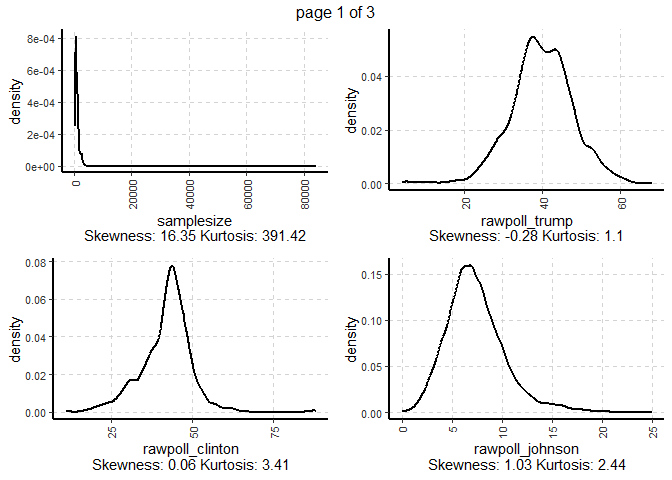 page 1 of 3
density
8e-04
6e-04
4e-04
2e-04
0e+00
0
20000
40000
60000
80000
samplesize
Skewness: 16.35 Kurtosis: 391.42
density
0.04
0.02
0.00
20
40
60
rawpoll_trump
Skewness: -0.28 Kurtosis: 1.1
density
0.08
0.06
0.04
0.02
0.00
25
50
75
rawpoll_clinton
Skewness: 0.06 Kurtosis: 3.41
density
0.15
0.10
0.05
0.00
0
5
10
15
20
25
rawpoll_johnson
Skewness: 1.03 Kurtosis: 2.44